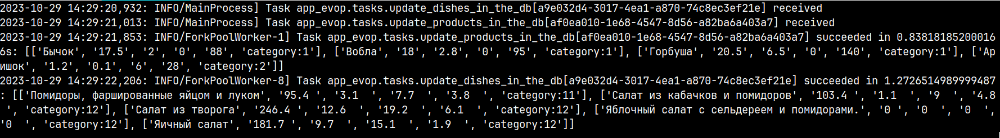 2023-10-29 14:29:20,932: INFO/MainProcess] Task app_evop.tasks.update_dishes_in_the_db[a9e032d4-3017-4ea1-a870-74c8ec3ef21e] received
2023-10-29 14:29:21,013: INFO/MainProcess] Task app_evop.tasks.update_products_in_the_db[af0ea010-1e68-4547-8d56-a82ba6a403a7] received
2023-10-29 14:29:21,853: INFO/ForkPoolWorker-1] Task app_evop.tasks.update_products_in_the_db[af0ea010-1e68-4547-8d56-a82ba6a403a7] succeeded in 0.83818185200016
6s: [['Бычок', '17.5', '2', '0', '88', 'category:1'], ['Вобла', '18', '2.8', '0', '95', 'category:1'], ['Горбуша', '20.5', '6.5', '0', '140', 'category:1'], ['Ар
ишок', '1.2', '0.1', '6', '28', 'category:2']]
2023-10-29 14:29:22,206: INFO/ForkPoolWorker-8] Task app_evop.tasks.update_dishes_in_the_db[a9e032d4-3017-4ea1-a870-74c8ec3ef21e] succeeded in 1.2726514989999487
: [['Помидоры, фаршированные яйцом и луком', '95.4 ', '3.1  ', '7.7  ', '3.8  ', 'category:11'], ['Салат из кабачков и помидоров', '103.4 ', '1.1  ', '9  ', '4.8
 ', 'category:12'], ['Салат из творога', '246.4 ', '12.6  ', '19.2  ', '6.1  ', 'category:12'], ['Яблочный салат с сельдереем и помидорами.', '0 ', '0  ', '0  ',
'0  ', 'category:12'], ['Яичный салат', '181.7 ', '9.7  ', '15.1  ', '1.9  ', 'category:12']]